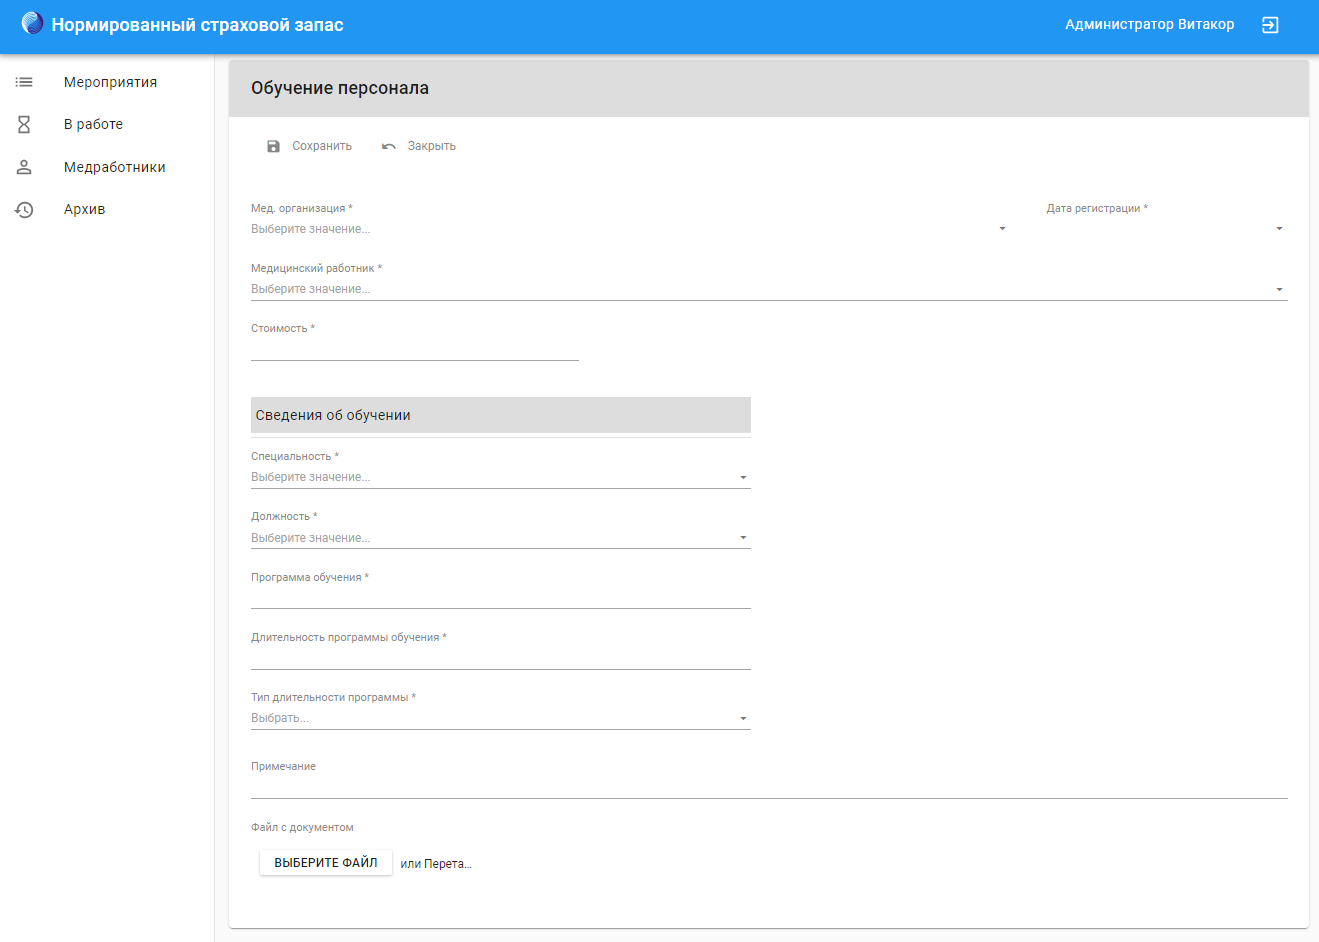 Нормированный страховой запас
Администратор Витакор
Мероприятия
В работе
Медработники
Архив
Обучение персонала
Сохранить
Закрыть
Мед. организация *
Выберите значение...
Дата регистрации *
Медицинский работник *
Выберите значение...
Стоимость *
Сведения об обучении
Специальность *
Выберите значение...
Должность *
Выберите значение...
Программа обучения *
Длительность программы обучения *
Тип длительности программы *
Выбрать...
Примечание
Файл с документом
ВЫБЕРИТЕ ФАЙЛ или Перета...